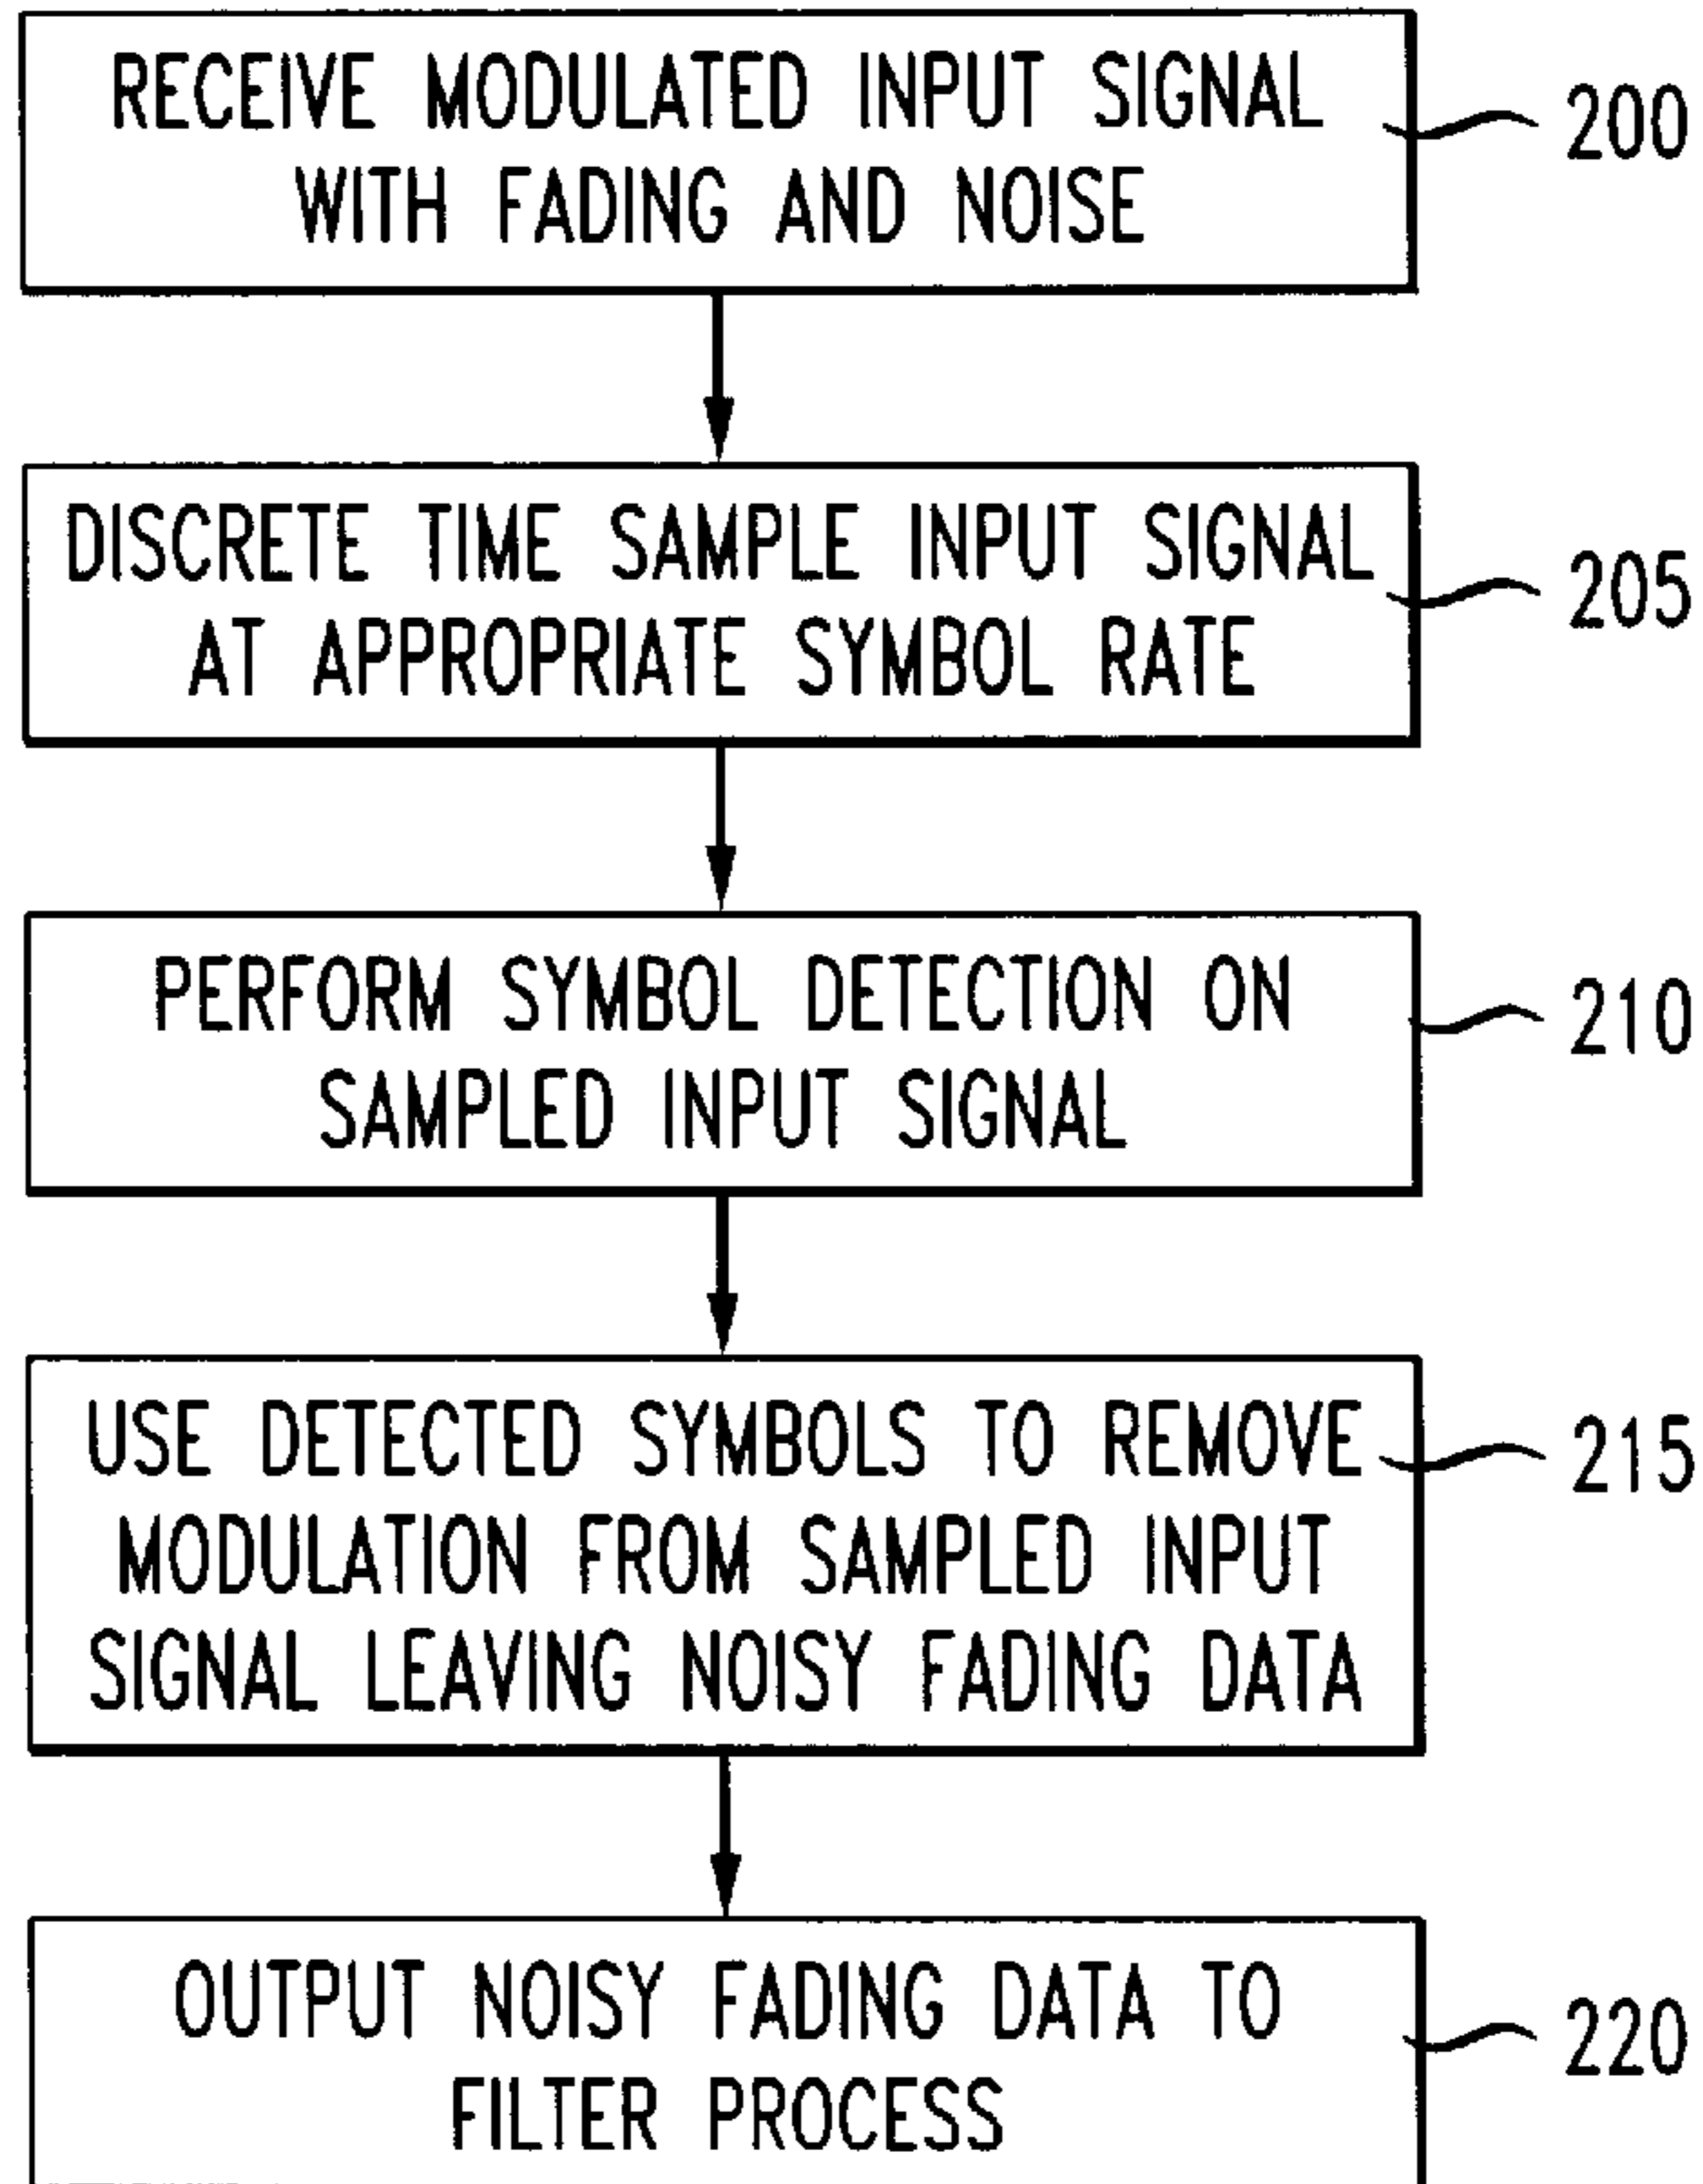 RECEIVE MODULATED INPUT SIGNAL
WITH FADING AND NOISE
200
DISCRETE TIME SAMPLE INPUT SIGNAL
AT APPROPRIATE SYMBOL RATE
205
PERFORM SYMBOL DETECTION ON
SAMPLED INPUT SIGNAL
210
USE DETECTED SYMBOLS TO REMOVE
MODULATION FROM SAMPLED INPUT
SIGNAL LEAVING NOISY FADING DATA
215
OUTPUT NOISY FADING DATA TO
FILTER PROCESS
220